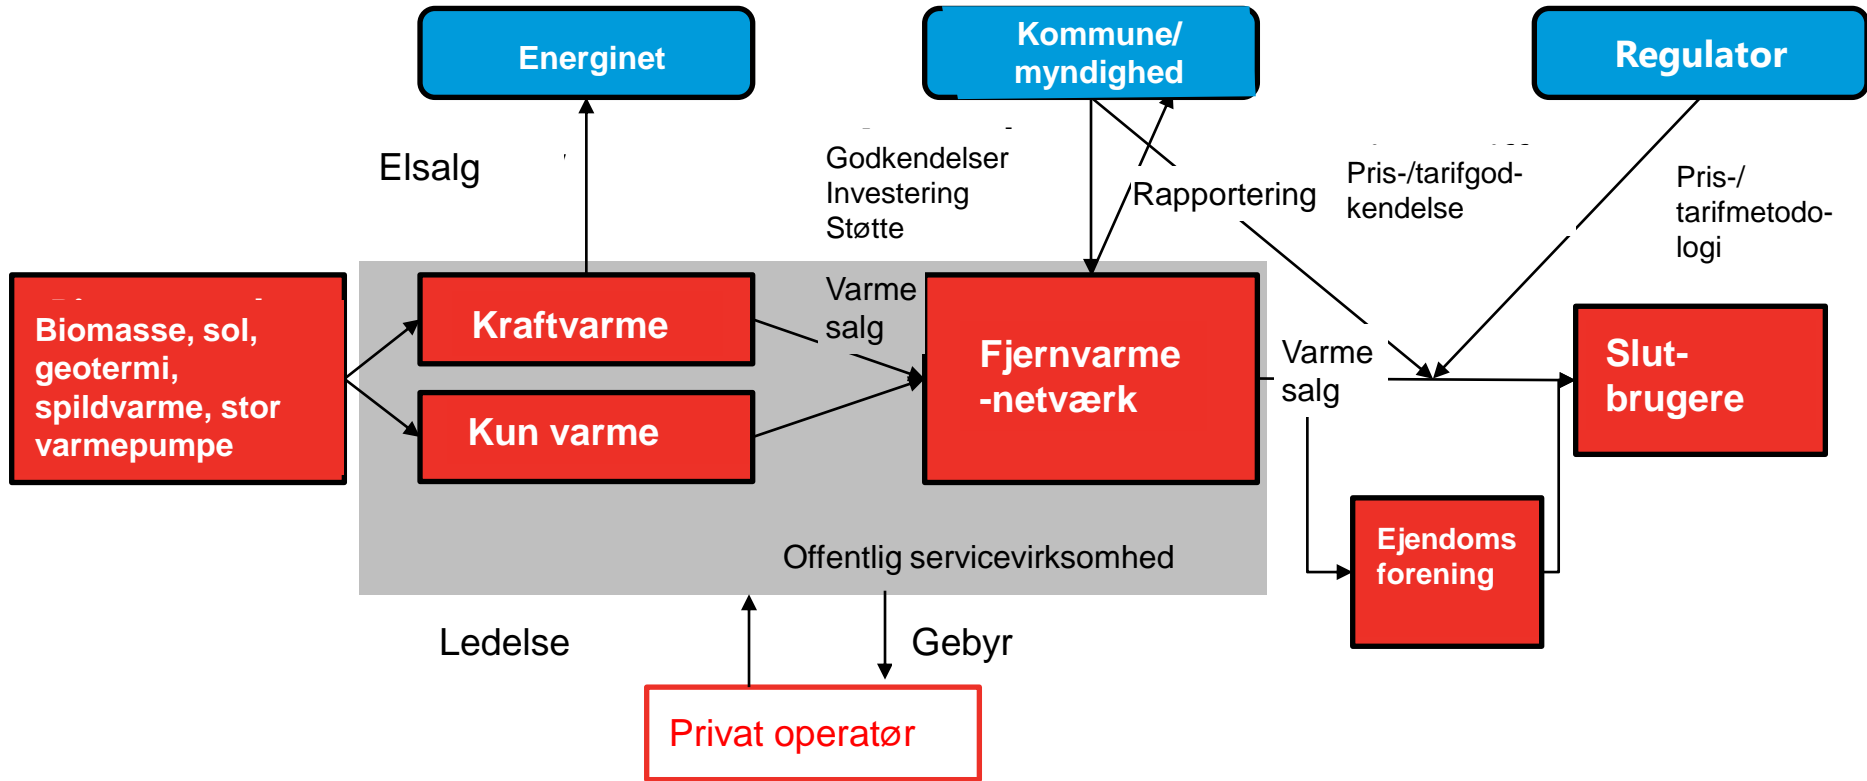 Energinet
Kommune/
myndighed
Regulator
Elsalg
Godkendelser
Investering
Støtte
Rapportering
Pris-/tarifgod-
kendelse
Pris-/
tarifmetodo-
logi
Biomasse, sol,
geotermi,
spildvarme, stor
varmepumpe
Kraftvarme
Kun varme
Varme
salg
Fjernvarme
-netværk
Varme
salg
Slut-
brugere
Ejendoms
forening
Offentlig servicevirksomhed
Ledelse
Gebyr
Privat operatør